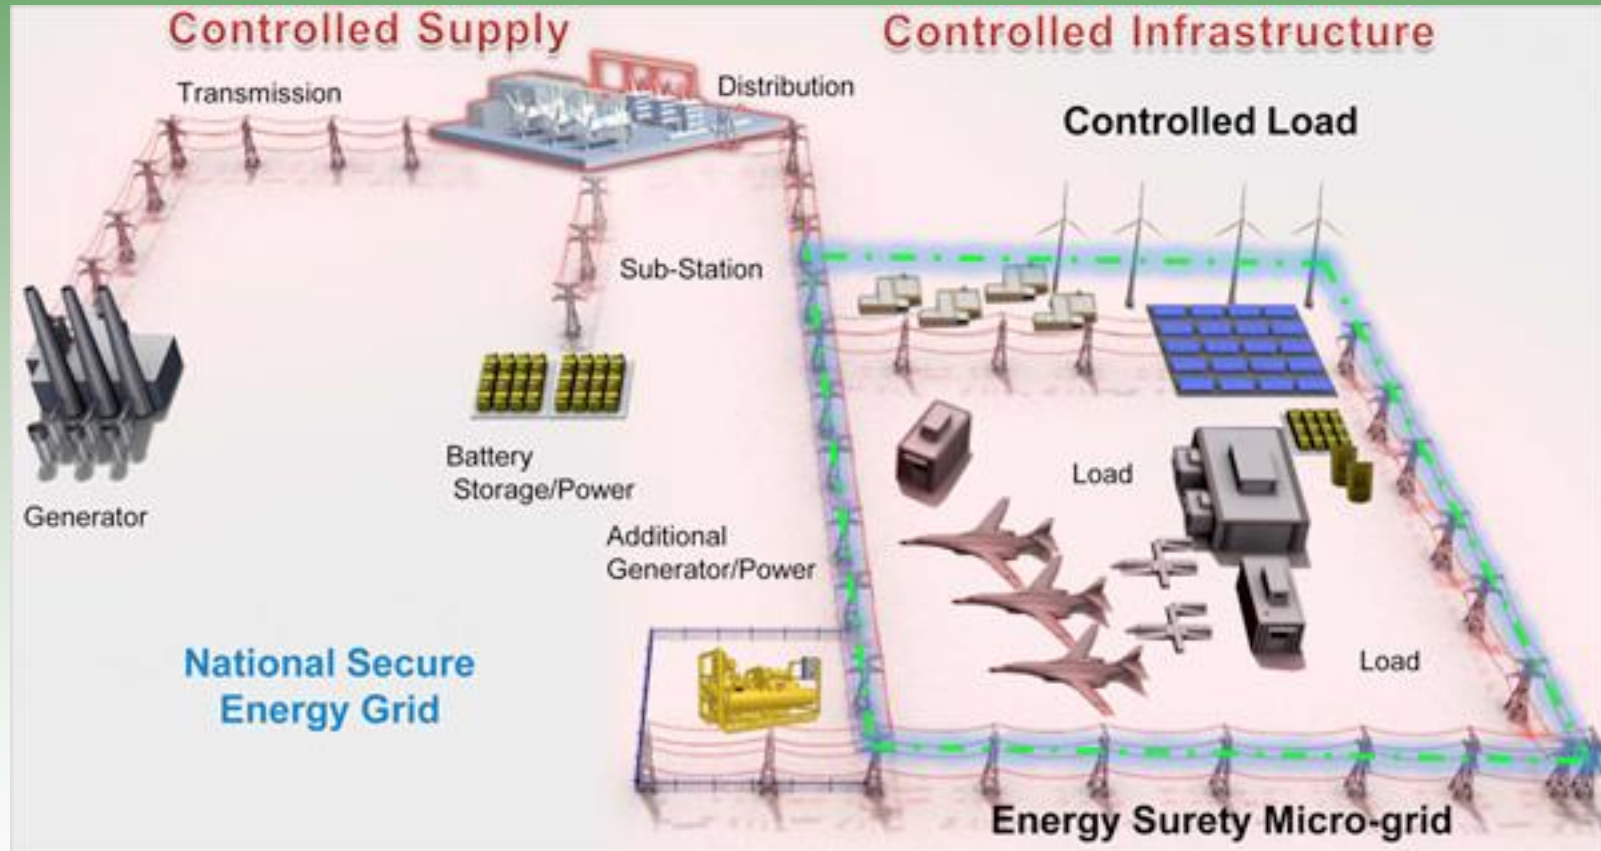 Controlled Supply
Controlled Infrastructure
Transmission
Distribution
Controlled Load
Sub-Station
Battery
Storage/Power
Load
Generator
Additional
Generator/Power
National Secure
Energy Grid
Load
Energy Surety Micro-grid